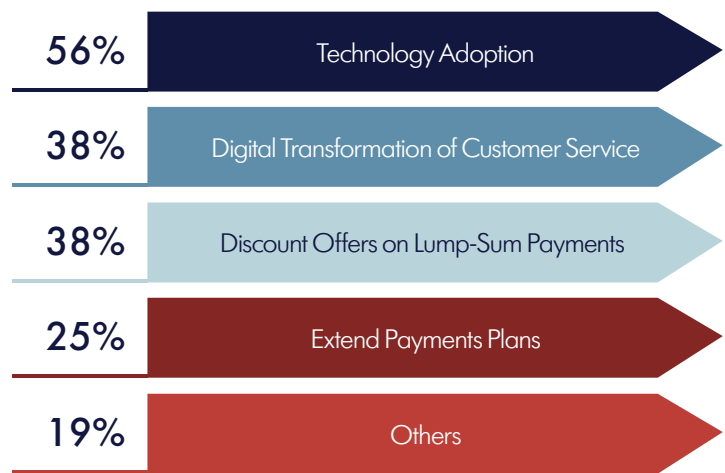 56% Technology Adoption
38% Digital Transformation of Customer Service
38% Discount Offers on Lump-Sum Payments
25% Extend Payments Plans
19% Others